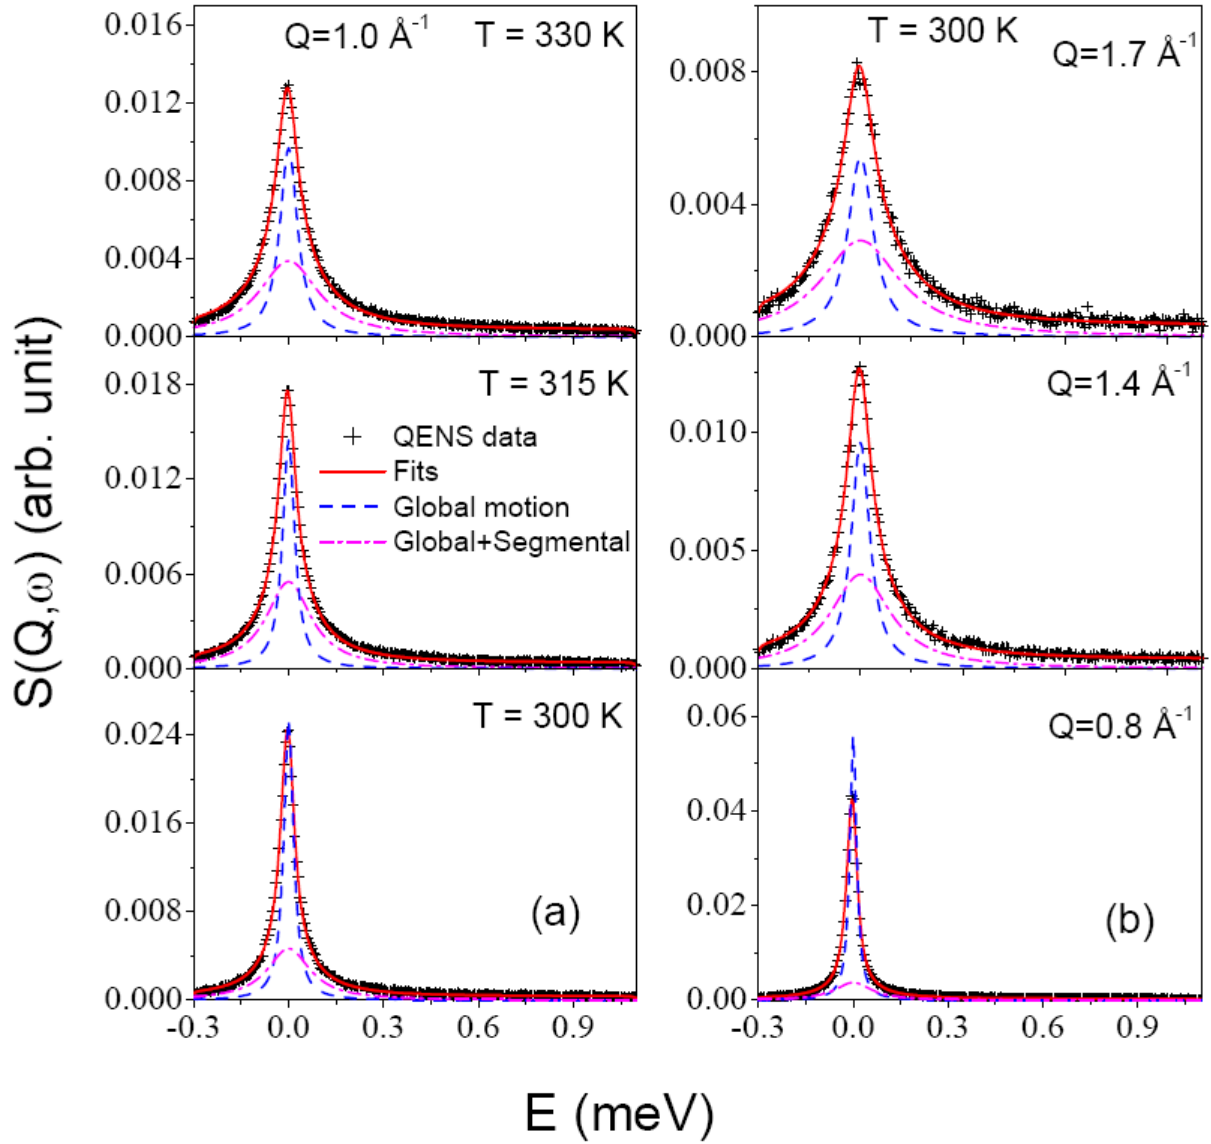 Q=1.0 Å-1 T = 330 K
0.016
0.012
0.008
0.004
0.000
T = 315 K
0.018
0.012
0.006
0.000
QENS data
Fits
Global motion
Global+Segmental
T = 300 K
0.024
0.016
0.008
0.000
(a)
-0.3 0.0 0.3 0.6 0.9
T = 300 K Q=1.7 Å-1
0.008
0.004
0.000
Q=1.4 Å-1
0.010
0.005
0.000
Q=0.8 Å-1
0.06
0.04
0.02
0.00
(b)
-0.3 0.0 0.3 0.6 0.9
S(Q,ω) (arb. unit)
E (meV)